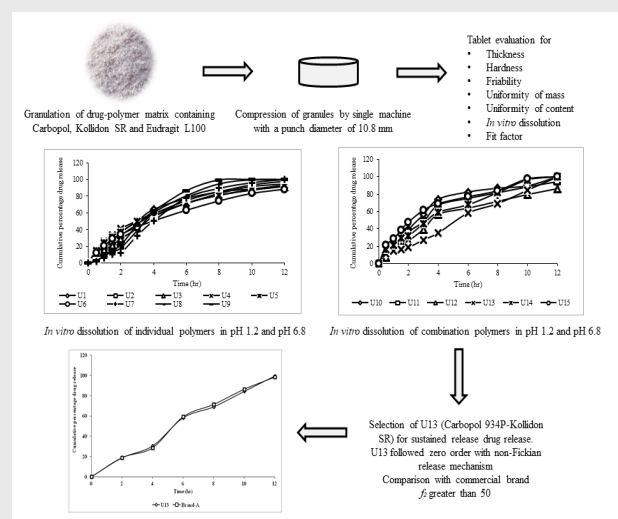 Granulation of drug-polymer matrix containing
Carbopol, Kollidon SR and Eudragit L100
Compression of granules by single machine
with a punch diameter of 10.8 mm
Tablet evaluation for
• Thickness
• Hardness
• Friability
• Uniformity of mass
• Uniformity of content
• In vitro dissolution
• Fit factor
Cumulative percentage drug release
120
100
80
60
40
20
0
0 2 4 6 8 10 12
Time (hr)
U1 U2 U3 U4 U5
U6 U7 U8 U9
In vitro dissolution of individual polymers in pH 1.2 and pH 6.8
Cumulative percentage drug release
120
100
80
60
40
20
0
0 2 4 6 8 10 12
Time (hr)
U10 U11 U12 U13 U14 U15
In vitro dissolution of combination polymers in pH 1.2 and pH 6.8
Selection of U13 (Carbopol 934P-Kollidon
SR) for sustained release drug release.
U13 followed zero order with non-Fickian
release mechanism
Comparison with commercial brand
f2 greater than 50
Cumulative percentage drug release
120
100
80
60
40
20
0
0 2 4 6 8 10 12
Time (hr)
U13 Brand-A